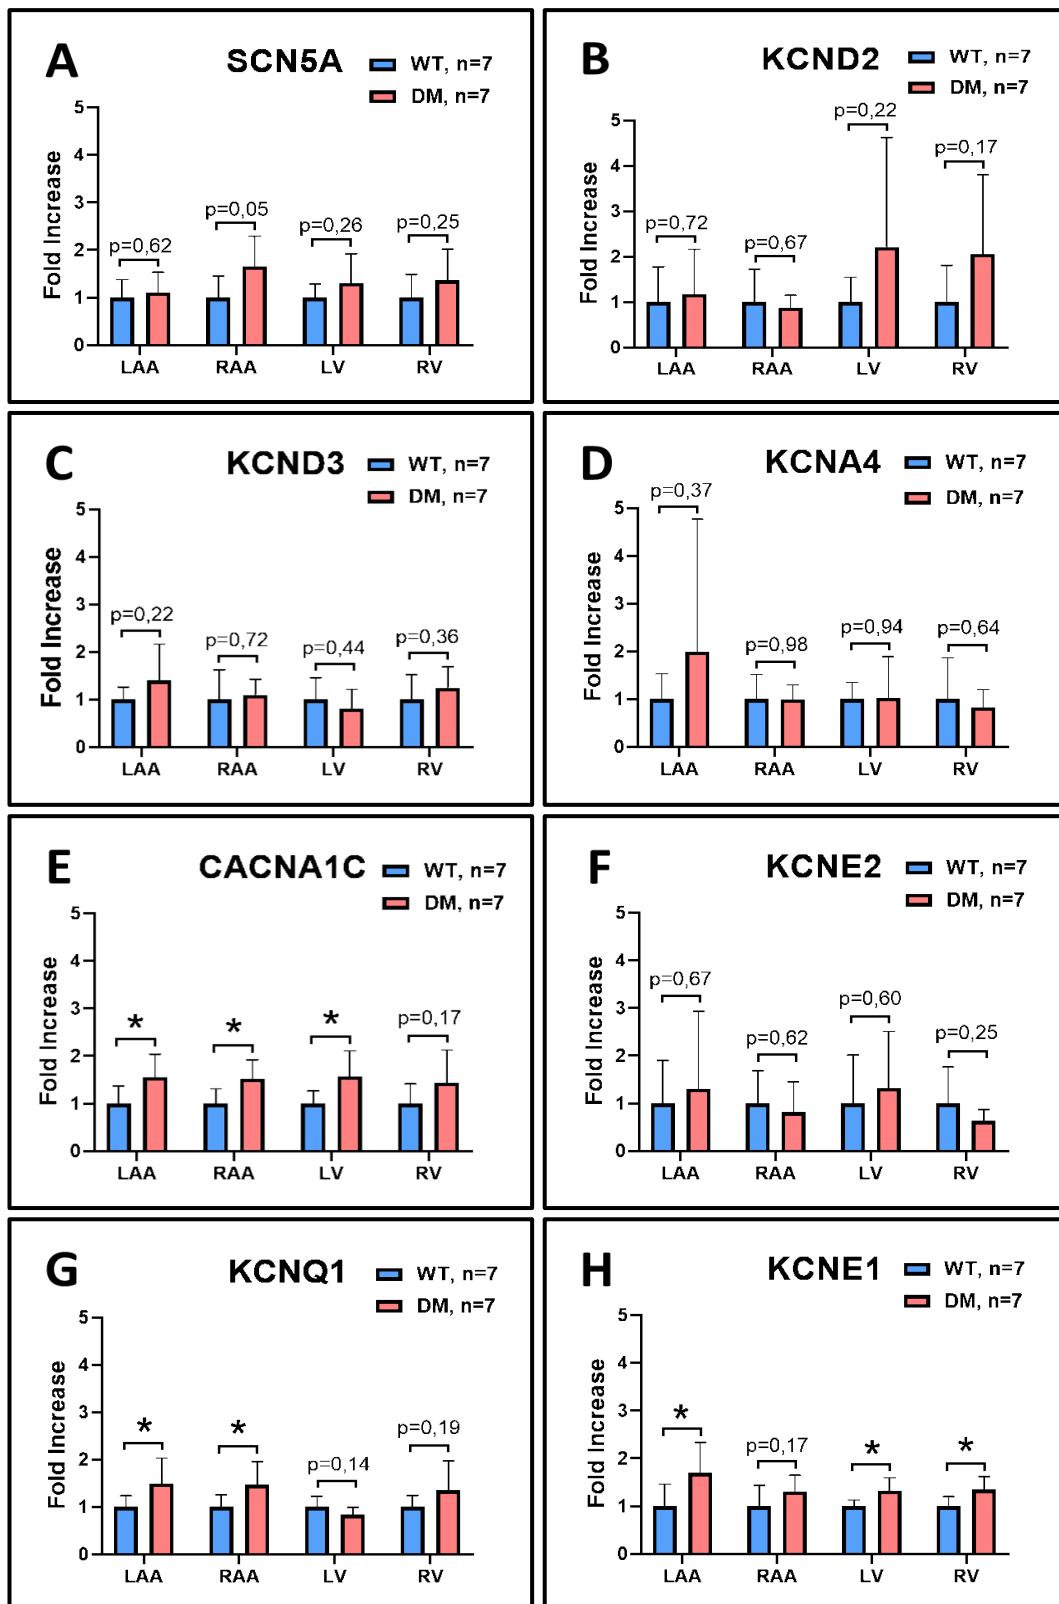 A SCN5A WT, n=7
DM, n=7
Fold Increase
5
4
3
2
1
0
p=0,62 p=0,05 p=0,26 p=0,25
LAA RAA LV RV
B KCND2 WT, n=7
DM, n=7
Fold Increase
5
4
3
2
1
0
p=0,72 p=0,67 p=0,22 p=0,17
LAA RAA LV RV
C KCND3 WT, n=7
DM, n=7
Fold Increase
5
4
3
2
1
0
p=0,22 p=0,72 p=0,44 p=0,36
LAA RAA LV RV
D KCNA4 WT, n=7
DM, n=7
Fold Increase
5
4
3
2
1
0
p=0,37 p=0,98 p=0,94 p=0,64
LAA RAA LV RV
E CACNA1C WT, n=7
DM, n=7
Fold Increase
5
4
3
2
1
0
* * * p=0,17
LAA RAA LV RV
F KCNE2 WT, n=7
DM, n=7
Fold Increase
5
4
3
2
1
0
p=0,67 p=0,62 p=0,60 p=0,25
LAA RAA LV RV
G KCNQ1 WT, n=7
DM, n=7
Fold Increase
5
4
3
2
1
0
* * p=0,14 p=0,19
LAA RAA LV RV
H KCNE1 WT, n=7
DM, n=7
Fold Increase
5
4
3
2
1
0
* p=0,17 * *
LAA RAA LV RV